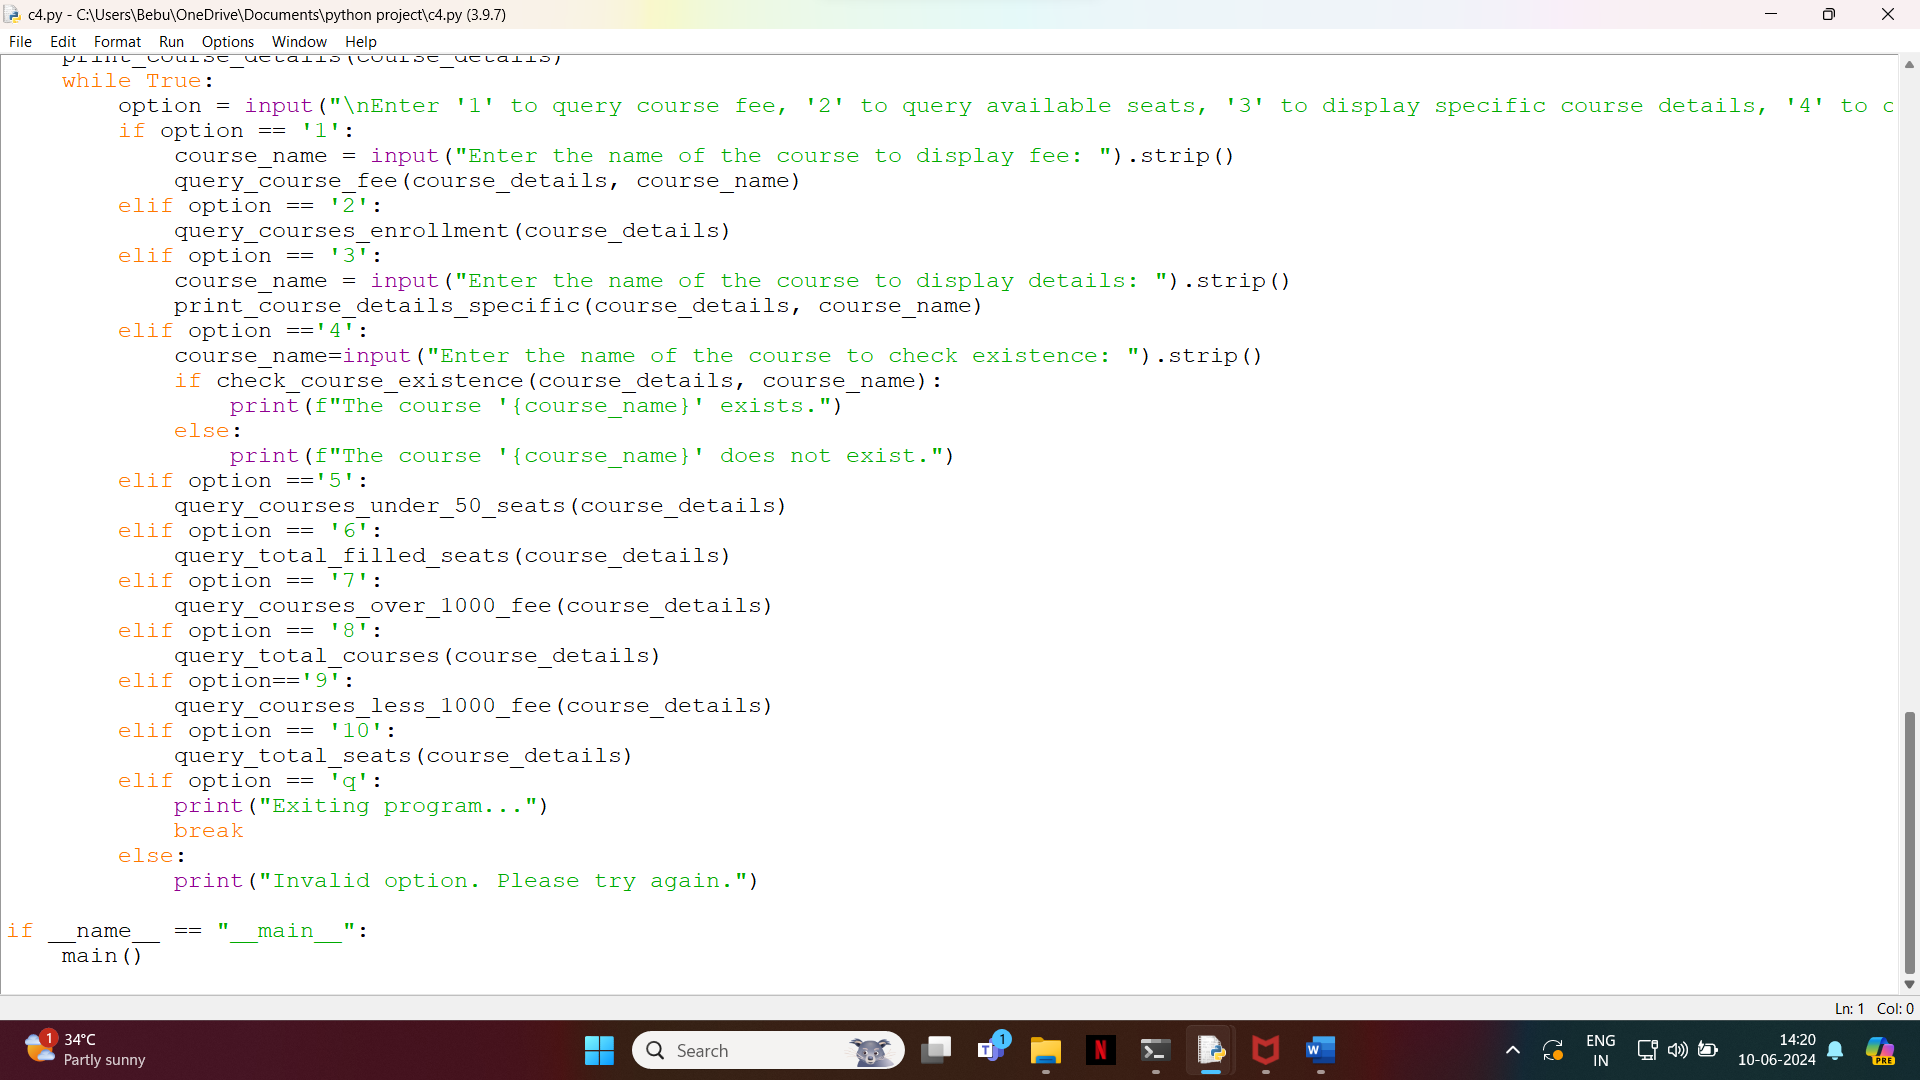 c4.py - C:\Users\Bebu\OneDrive\Documents\python project\c4.py (3.9.7)
File Edit Format Run Options Window Help
    print_course_details(course_details)
    while True:
        option = input("\nEnter '1' to query course fee, '2' to query available seats, '3' to display specific course details, '4' to c
        if option == '1':
            course_name = input("Enter the name of the course to display fee: ").strip()
            query_course_fee(course_details, course_name)
        elif option == '2':
            query_courses_enrollment(course_details)
        elif option == '3':
            course_name = input("Enter the name of the course to display details: ").strip()
            print_course_details_specific(course_details, course_name)
        elif option =='4':
            course_name=input("Enter the name of the course to check existence: ").strip()
            if check_course_existence(course_details, course_name):
                print(f"The course '{course_name}' exists.")
            else:
                print(f"The course '{course_name}' does not exist.")
        elif option =='5':
            query_courses_under_50_seats(course_details)
        elif option == '6':
            query_total_filled_seats(course_details)
        elif option == '7':
            query_courses_over_1000_fee(course_details)
        elif option == '8':
            query_total_courses(course_details)
        elif option=='9':
            query_courses_less_1000_fee(course_details)
        elif option == '10':
            query_total_seats(course_details)
        elif option == 'q':
            print("Exiting program...")
            break
        else:
            print("Invalid option. Please try again.")

if __name__ == "__main__":
    main()
Ln: 1 Col: 0
1
34°C
Partly sunny
Search
T
1
N
W
ENG
IN
14:20
10-06-2024
PRE